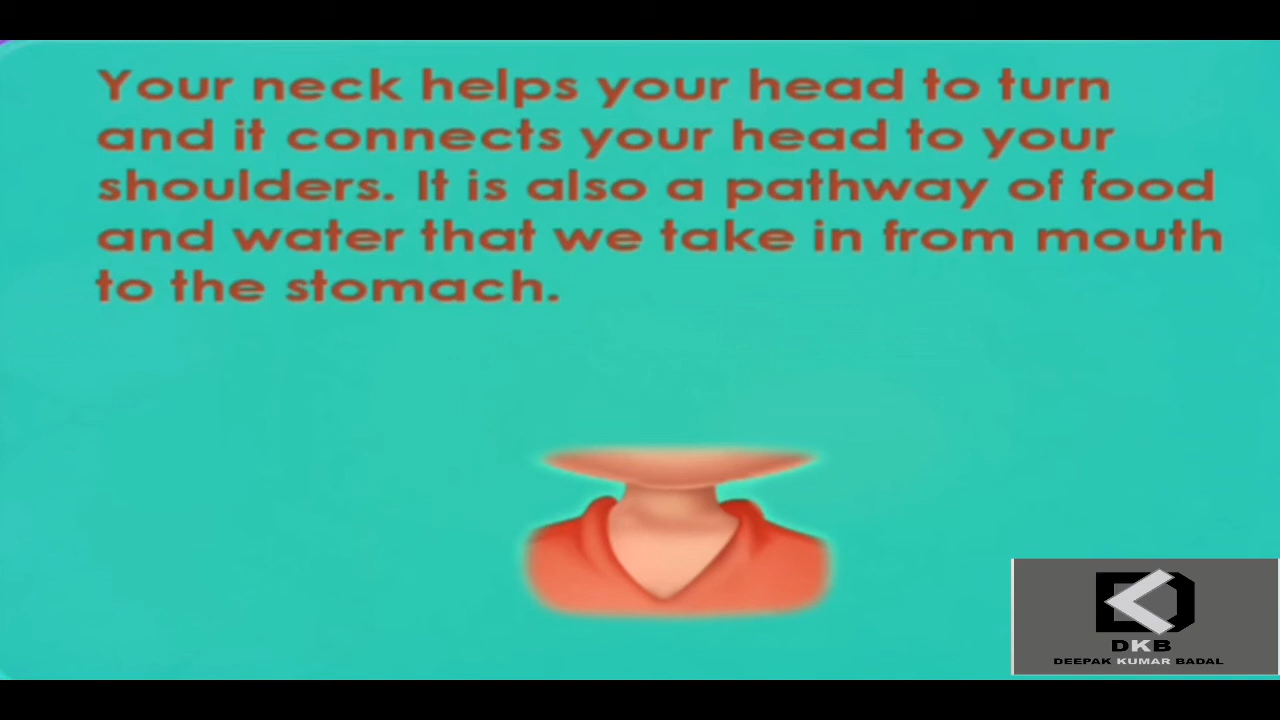 Your neck helps your head to turn
and it connects your head to your
shoulders. It is also a pathway of food
and water that we take in from mouth
to the stomach.
DKB
DEEPAK KUMAR BADAL